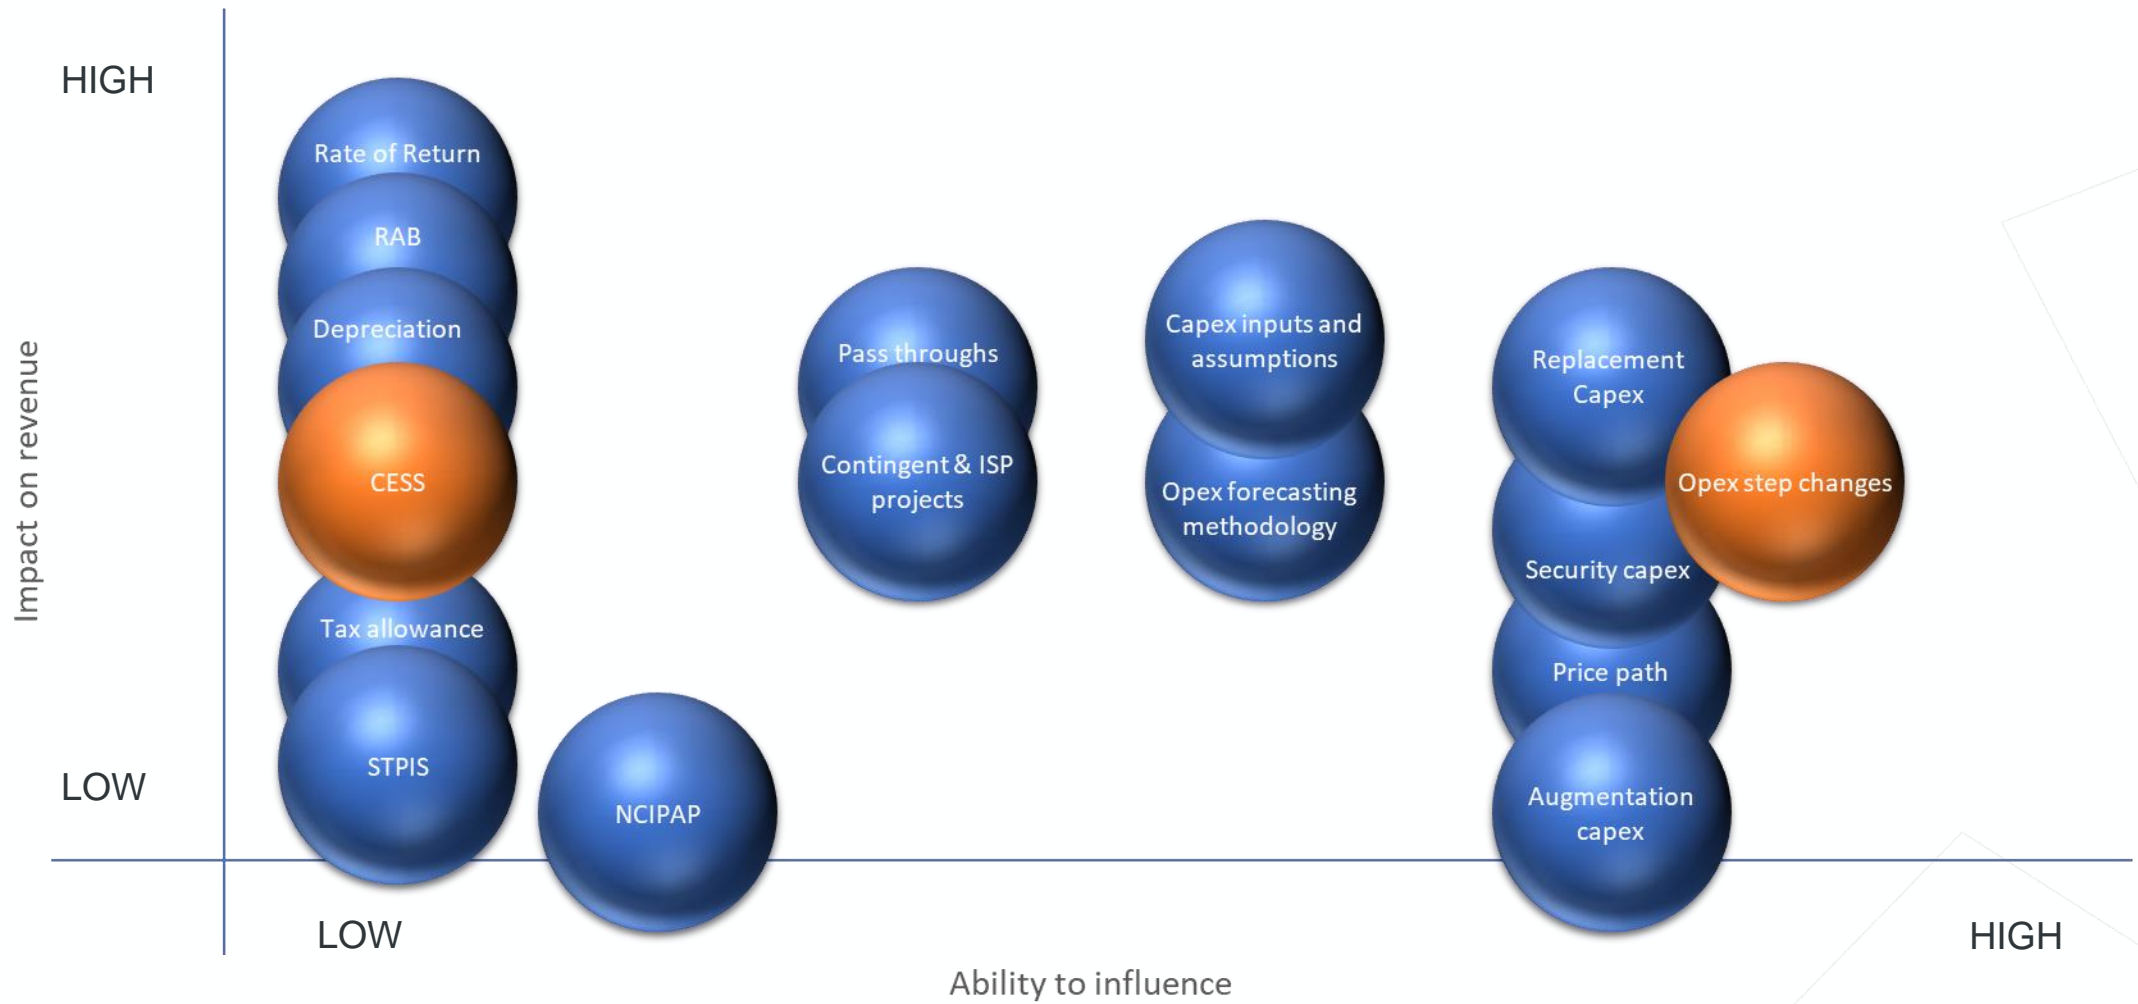 HIGH
Rate of Return
RAB
Depreciation
CESS
Tax allowance
STPIS
NCIPAP
Pass throughs
Contingent & ISP
projects
Capex inputs and
assumptions
Opex forecasting
methodology
Replacement
Capex
Opex step changes
Security capex
Price path
Augmentation
capex
Impact on revenue
LOW
LOW
HIGH
Ability to influence